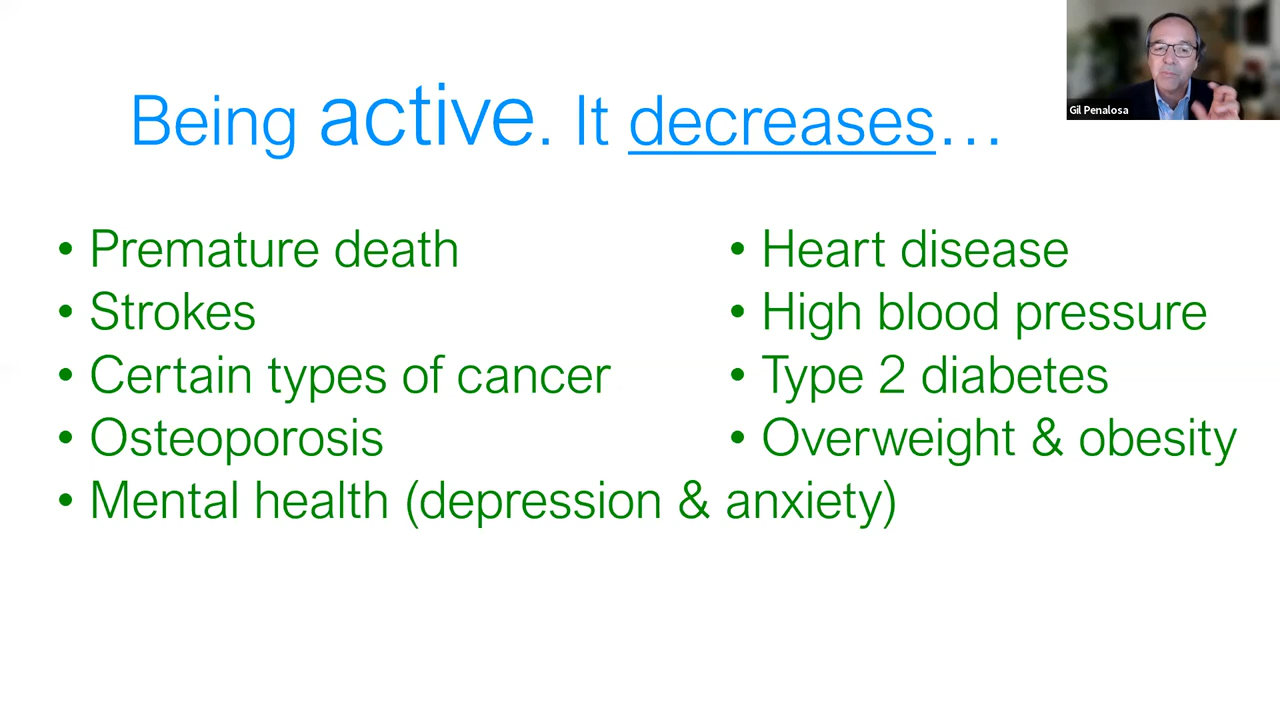 Gil Penalosa
Being active. It decreases…
• Premature death
• Strokes
• Certain types of cancer
• Osteoporosis
• Mental health (depression & anxiety)
• Heart disease
• High blood pressure
• Type 2 diabetes
• Overweight & obesity